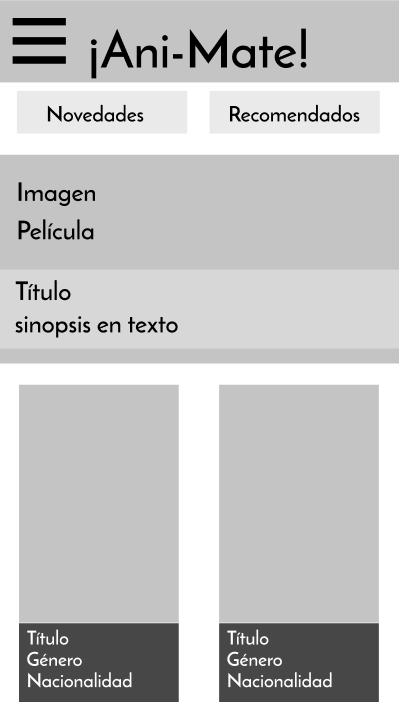 ¡Ani-Mate!
Novedades
Recomendados
Imagen
Película
Título
sinopsis en texto
Título
Género
Nacionalidad
Título
Género
Nacionalidad